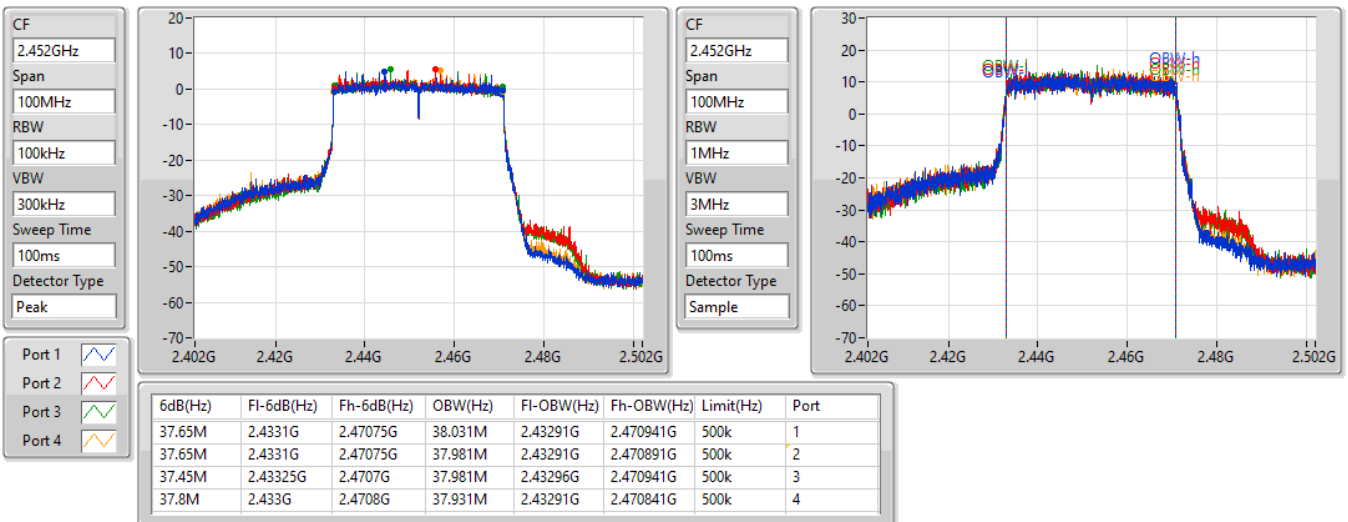 CF
2.452GHz
Span
100MHz
RBW
100kHz
VBW
300kHz
Sweep Time
100ms
Detector Type
Peak
20
10
0
-10
-20
-30
-40
-50
-60
-70
2.402G 2.42G 2.44G 2.46G 2.48G 2.502G
CF
2.452GHz
Span
100MHz
RBW
1MHz
VBW
3MHz
Sweep Time
100ms
Detector Type
Sample
30
20
10
0
-10
-20
-30
-40
-50
-60
-70
OBW-l
OBW-h
2.402G 2.42G 2.44G 2.46G 2.48G 2.502G
Port 1
Port 2
Port 3
Port 4
6dB(Hz) Fl-6dB(Hz) Fh-6dB(Hz) OBW(Hz) Fl-OBW(Hz) Fh-OBW(Hz) Limit(Hz) Port
37.65M 2.4331G 2.47075G 38.031M 2.43291G 2.470941G 500k 1
37.65M 2.4331G 2.47075G 37.981M 2.43291G 2.470891G 500k 2
37.45M 2.43325G 2.4707G 37.981M 2.43296G 2.470941G 500k 3
37.8M 2.433G 2.4708G 37.931M 2.43291G 2.470841G 500k 4